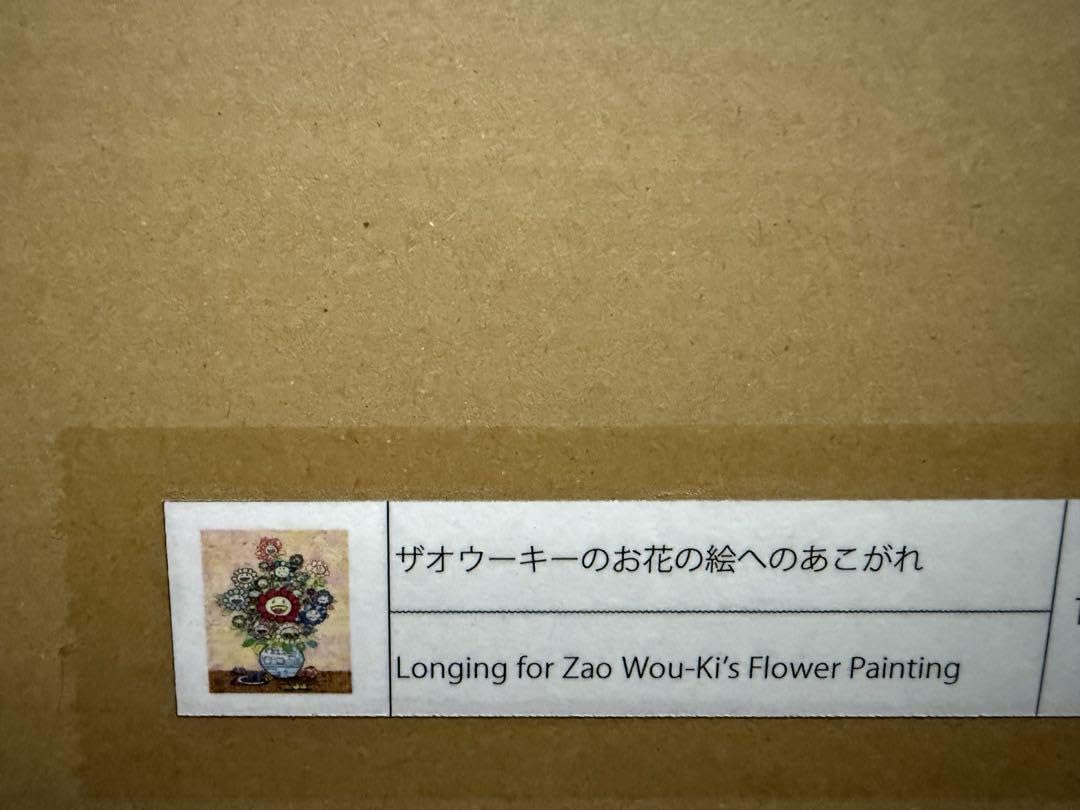 ザオウーキーのお花の絵へのあこがれ
Longing for Zao Wou-Ki's Flower Painting